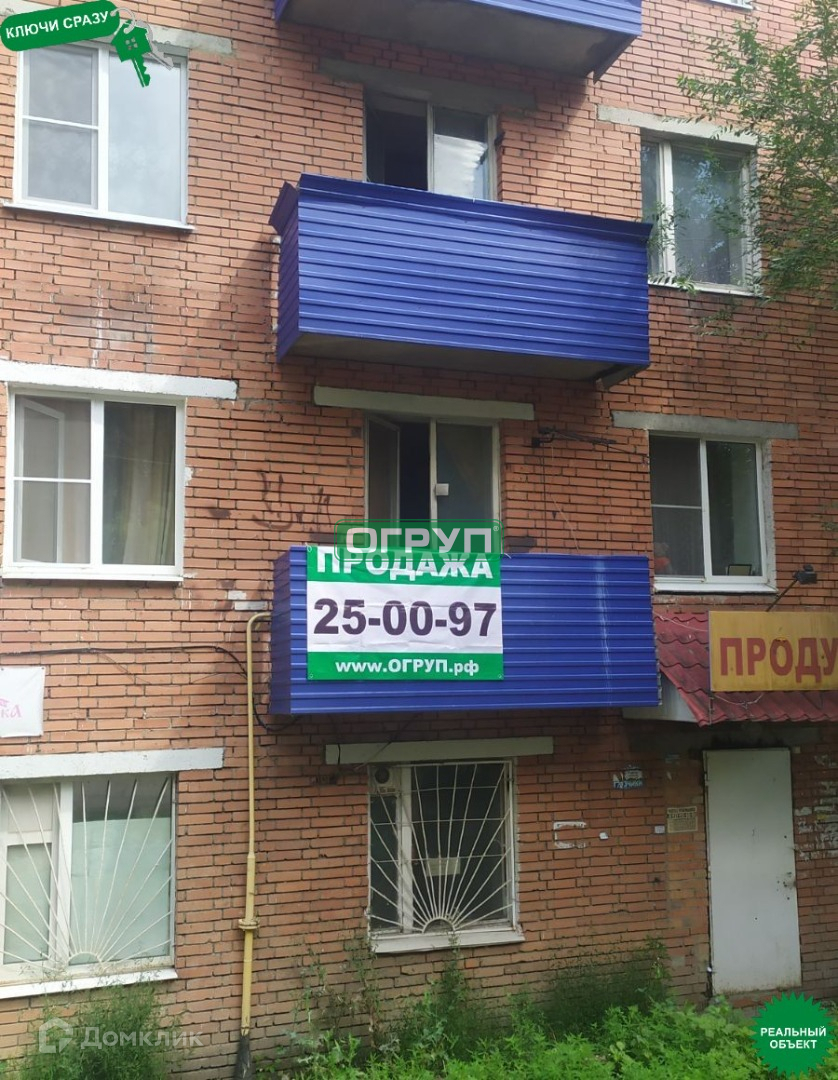 КЛЮЧИ СРАЗУ
ОГРУП
ПРОДАЖА
25-00-97
www.ОГРУП.рф
ПРОДУ
Домклик
РЕАЛЬНЫЙ
ОБЪЕКТ